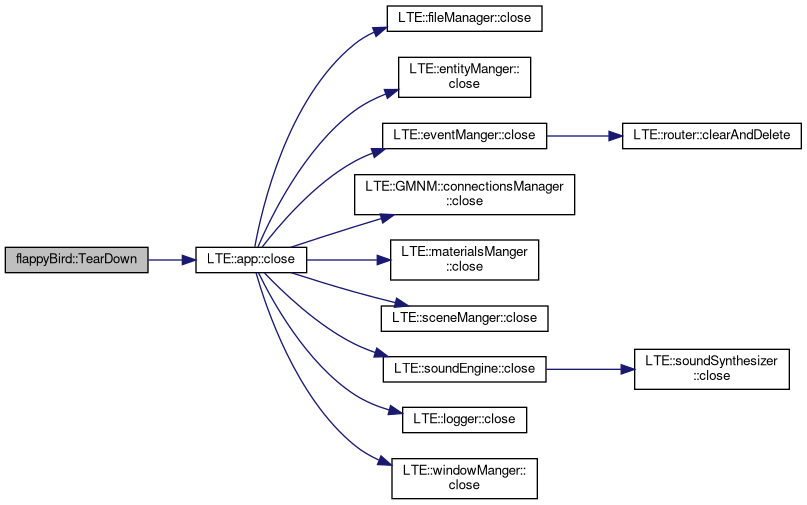 LTE::fileManager::close
LTE::entityManger::
close
LTE::eventManger::close
LTE::router::clearAndDelete
LTE::GMNM::connectionsManager
::close
flappyBird::TearDown
LTE::app::close
LTE::materialsManger
::close
LTE::sceneManger::close
LTE::soundEngine::close
LTE::soundSynthesizer
::close
LTE::logger::close
LTE::windowManger::
close